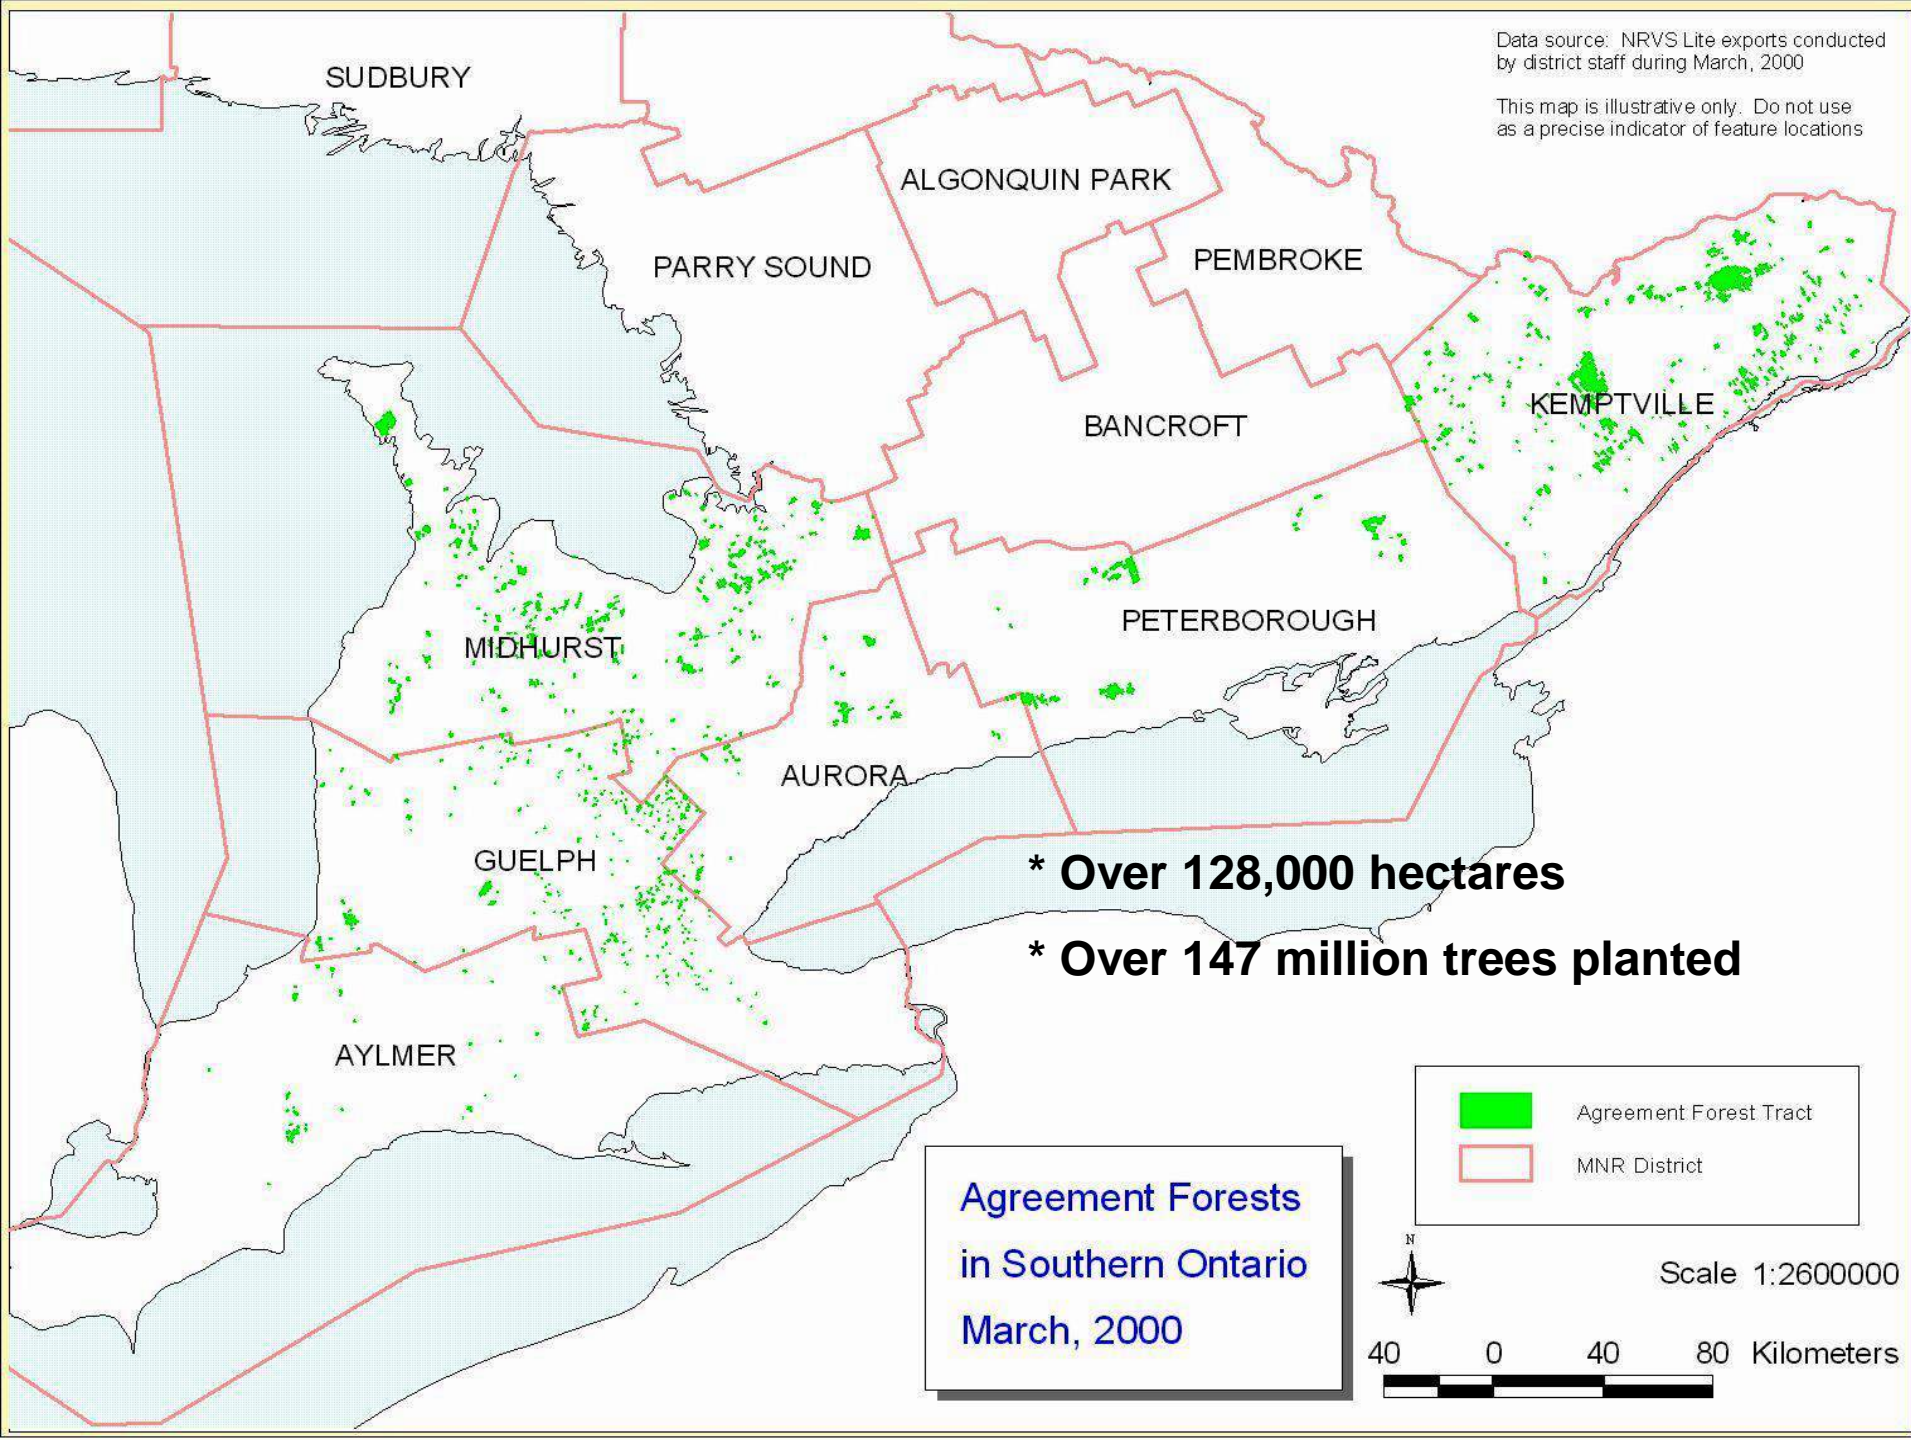 Data source: NRVS Lite exports conducted
by district staff during March, 2000
This map is illustrative only. Do not use
as a precise indicator of feature locations
SUDBURY
ALGONQUIN PARK
PARRY SOUND
PEMBROKE
KEMPTVILLE
BANCROFT
PETERBOROUGH
MIDHURST
AURORA
GUELPH
* Over 128,000 hectares
* Over 147 million trees planted
AYLMER
Agreement Forest Tract
MNR District
Agreement Forests
in Southern Ontario
March, 2000
N
Scale 1:2600000
40 0 40 80 Kilometers